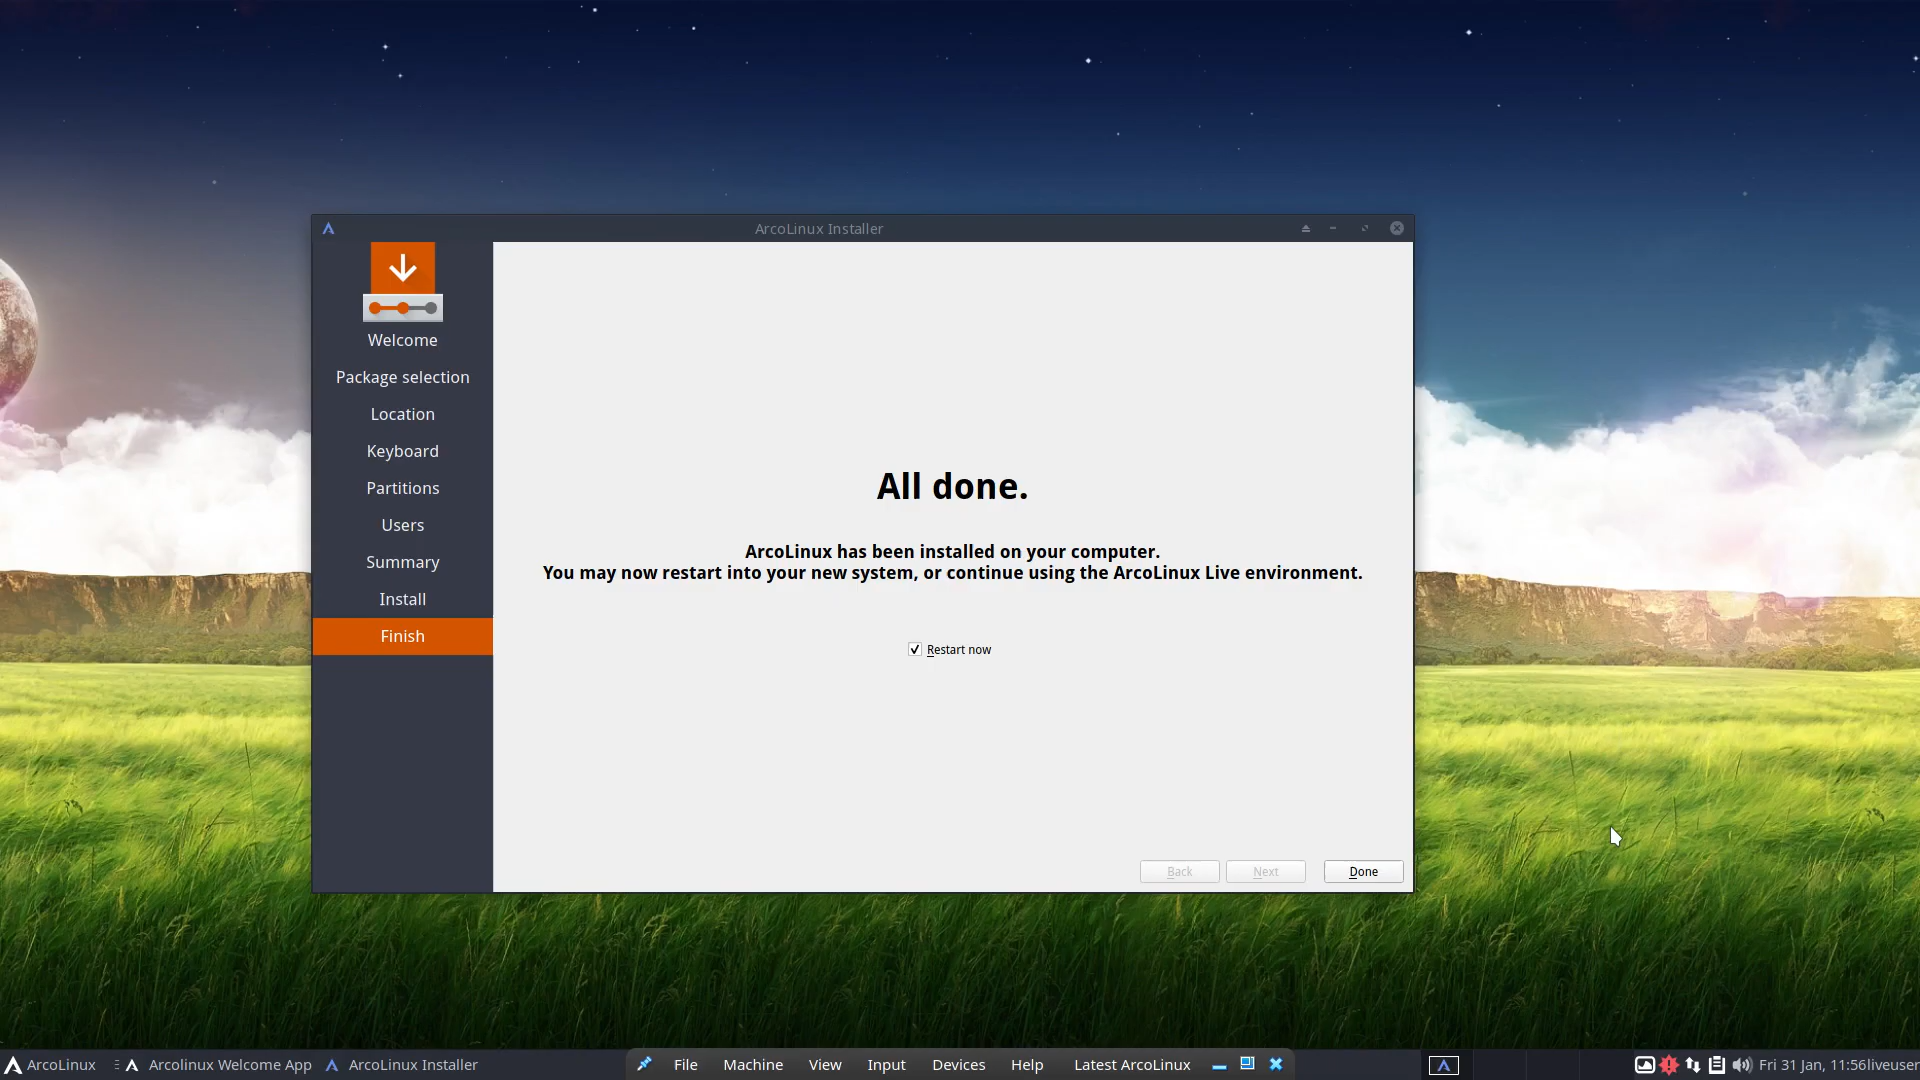 ArcoLinux Installer
Welcome
Package selection
Location
Keyboard
Partitions
Users
Summary
Install
Finish
All done.
ArcoLinux has been installed on your computer.
You may now restart into your new system, or continue using the ArcoLinux Live environment.
Restart now
Back
Next
Done
ArcoLinux
Arcolinux Welcome App
ArcoLinux Installer
File
Machine
View
Input
Devices
Help
Latest ArcoLinux
Fri 31 Jan, 11:56liveuser